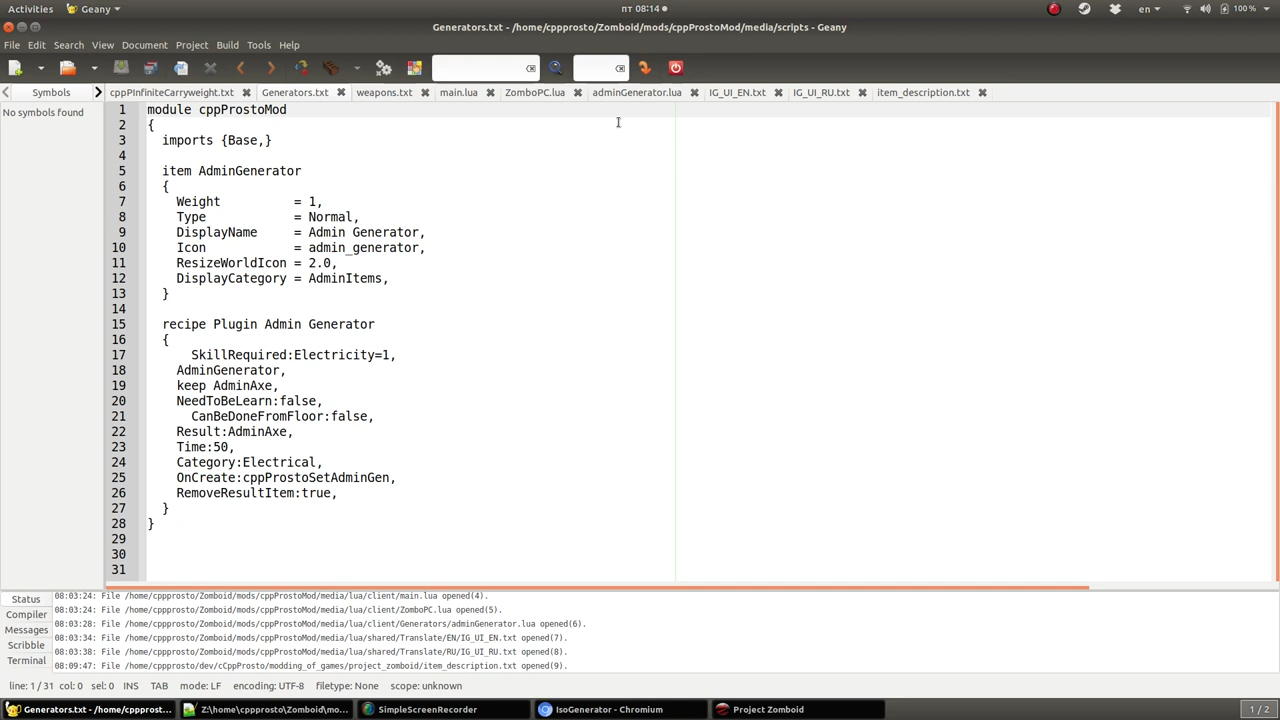 Activities Geany пт 08:14 en 100 %
Generators.txt - /home/cppprosto/Zomboid/mods/cppProstoMod/media/scripts - Geany
File Edit Search View Document Project Build Tools Help
Symbols cppPInfiniteCarryweight.txt Generators.txt weapons.txt main.lua ZomboPC.lua adminGenerator.lua IG_UI_EN.txt IG_UI_RU.txt item_description.txt
No symbols found
1 module cppProstoMod
2 {
3 imports {Base,}
4
5 item AdminGenerator
6 {
7 Weight = 1,
8 Type = Normal,
9 DisplayName = Admin Generator,
10 Icon = admin_generator,
11 ResizeWorldIcon = 2.0,
12 DisplayCategory = AdminItems,
13 }
14
15 recipe Plugin Admin Generator
16 {
17 SkillRequired:Electricity=1,
18 AdminGenerator,
19 keep AdminAxe,
20 NeedToBeLearn:false,
21 CanBeDoneFromFloor:false,
22 Result:AdminAxe,
23 Time:50,
24 Category:Electrical,
25 OnCreate:cppProstoSetAdminGen,
26 RemoveResultItem:true,
27 }
28 }
29
30
31
Status
Compiler
Messages
Scribble
Terminal
08:03:24: File /home/cppprosto/Zomboid/mods/cppProstoMod/media/lua/client/main.lua opened(4).
08:03:24: File /home/cppprosto/Zomboid/mods/cppProstoMod/media/lua/client/ZomboPC.lua opened(5).
08:03:28: File /home/cppprosto/Zomboid/mods/cppProstoMod/media/lua/client/Generators/adminGenerator.lua opened(6).
08:03:34: File /home/cppprosto/Zomboid/mods/cppProstoMod/media/lua/shared/Translate/EN/IG_UI_EN.txt opened(7).
08:03:38: File /home/cppprosto/Zomboid/mods/cppProstoMod/media/lua/shared/Translate/RU/IG_UI_RU.txt opened(8).
08:09:47: File /home/cppprosto/dev/cCppProsto/modding_of_games/project_zomboid/item_description.txt opened(9).
line: 1 / 31 col: 0 sel: 0 INS TAB mode: LF encoding: UTF-8 filetype: None scope: unknown
Generators.txt - /home/cppprost... Z:\home\cppprosto\Zomboid\mo... SimpleScreenRecorder IsoGenerator - Chromium Project Zomboid 1 / 2